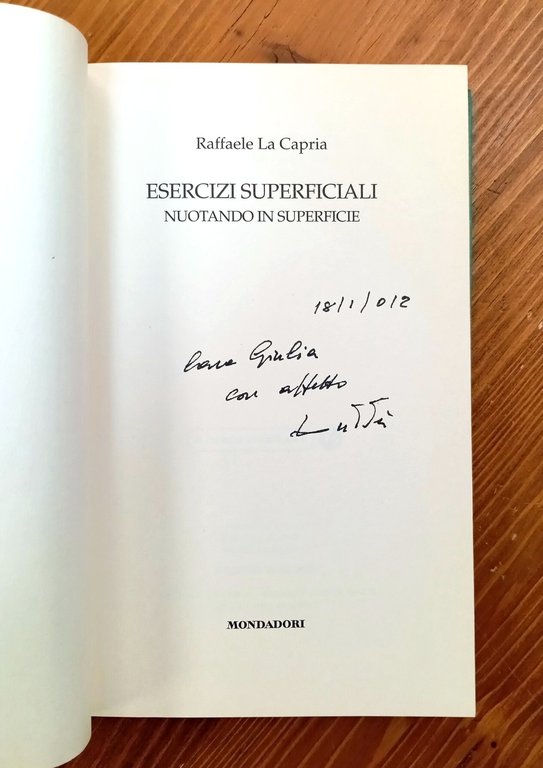 Raffaele La Capria
ESERCIZI SUPERFICIALI
NUOTANDO IN SUPERFICIE
18/1/012
Cara Giulia
con affetto
MONDADORI